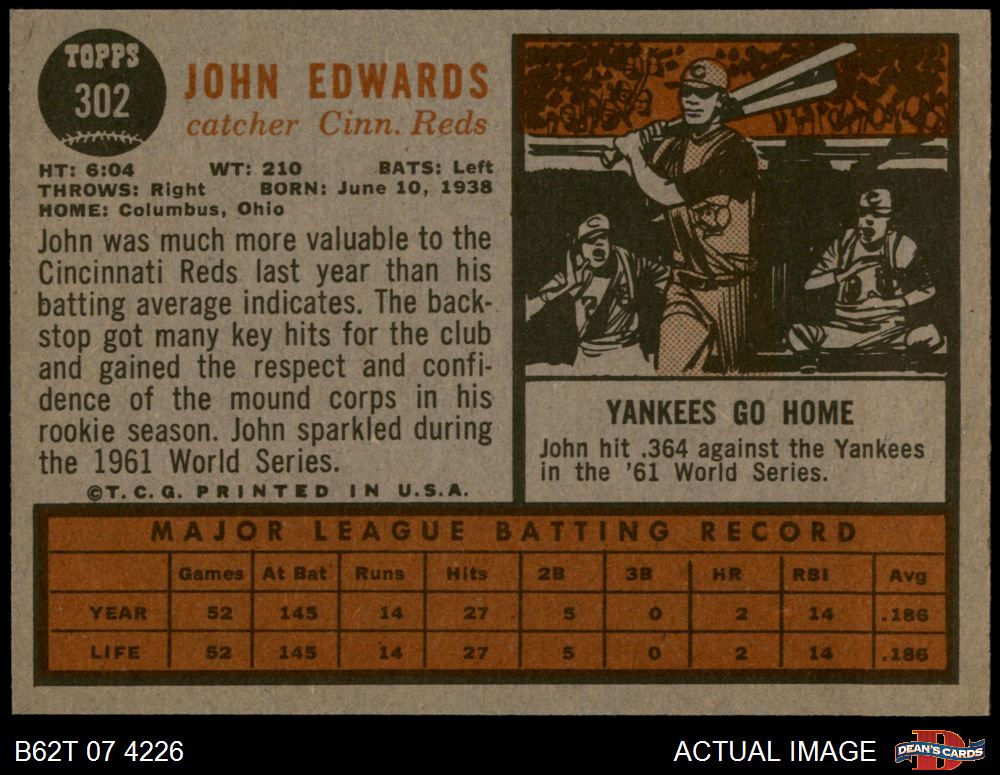 TOPPS
302
JOHN EDWARDS
catcher Cinn. Reds
HT: 6:04 WT: 210 BATS: Left
THROWS: Right BORN: June 10, 1938
HOME: Columbus, Ohio
John was much more valuable to the
Cincinnati Reds last year than his
batting average indicates. The back-
stop got many key hits for the club
and gained the respect and confi-
dence of the mound corps in his
rookie season. John sparkled during
the 1961 World Series.
©T.C.G. PRINTED IN U.S.A.
C
C
C
YANKEES GO HOME
John hit .364 against the Yankees
in the '61 World Series.
MAJOR LEAGUE BATTING RECORD
Games At Bat Runs Hits 2B 3B HR RBI Avg
YEAR 52 145 14 27 5 0 2 14 .186
LIFE 52 145 14 27 5 0 2 14 .186
B62T 07 4226
ACTUAL IMAGE
D
DEAN'S CARDS